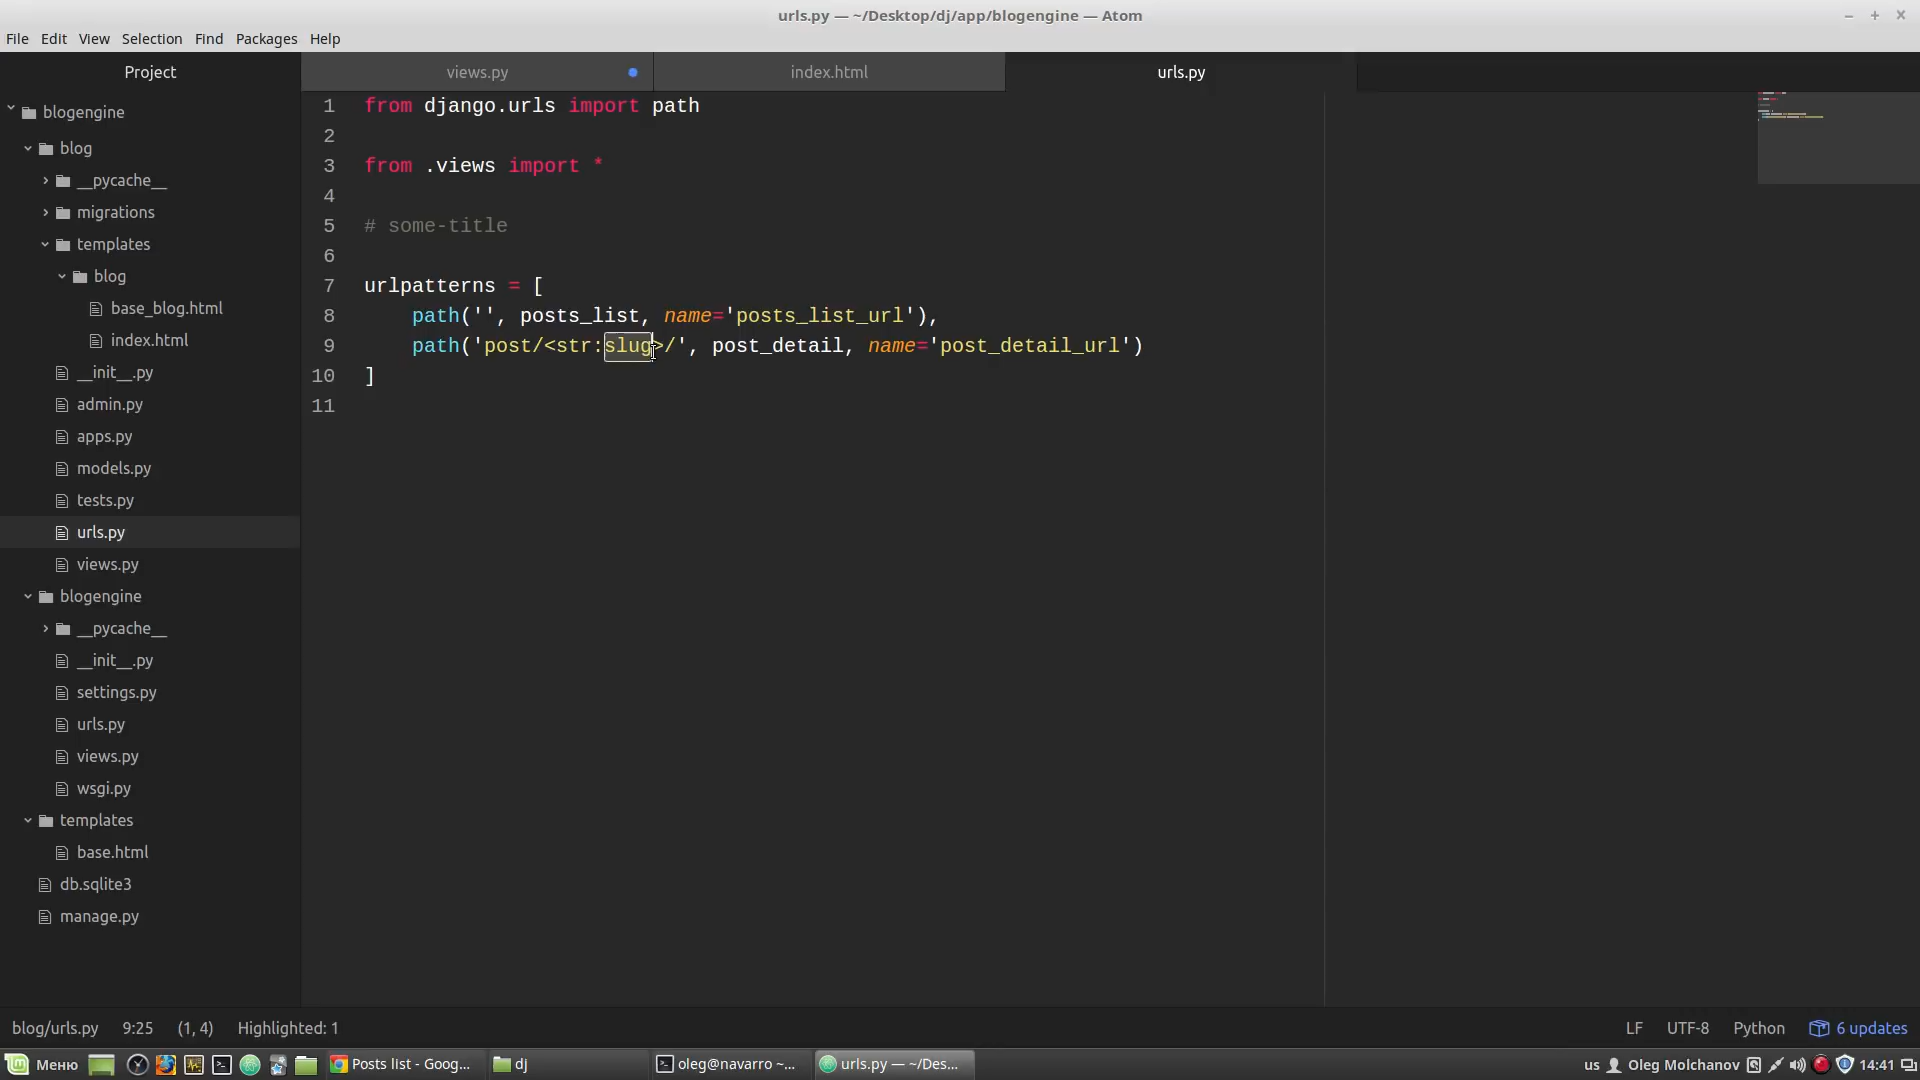 urls.py — ~/Desktop/dj/app/blogengine — Atom
File Edit View Selection Find Packages Help
Project
views.py
index.html
urls.py
blogengine
blog
__pycache__
migrations
templates
blog
base_blog.html
index.html
__init__.py
admin.py
apps.py
models.py
tests.py
urls.py
views.py
blogengine
__pycache__
__init__.py
settings.py
urls.py
views.py
wsgi.py
templates
base.html
db.sqlite3
manage.py
1 from django.urls import path
2
3 from .views import *
4
5 # some-title
6
7 urlpatterns = [
8     path('', posts_list, name='posts_list_url'),
9     path('post/<str:slug>/', post_detail, name='post_detail_url')
10 ]
11
blog/urls.py 9:25 (1, 4) Highlighted: 1
LF UTF-8 Python 6 updates
Меню
Posts list - Goog...
dj
oleg@navarro ~...
urls.py — ~/Des...
us Oleg Molchanov 14:41